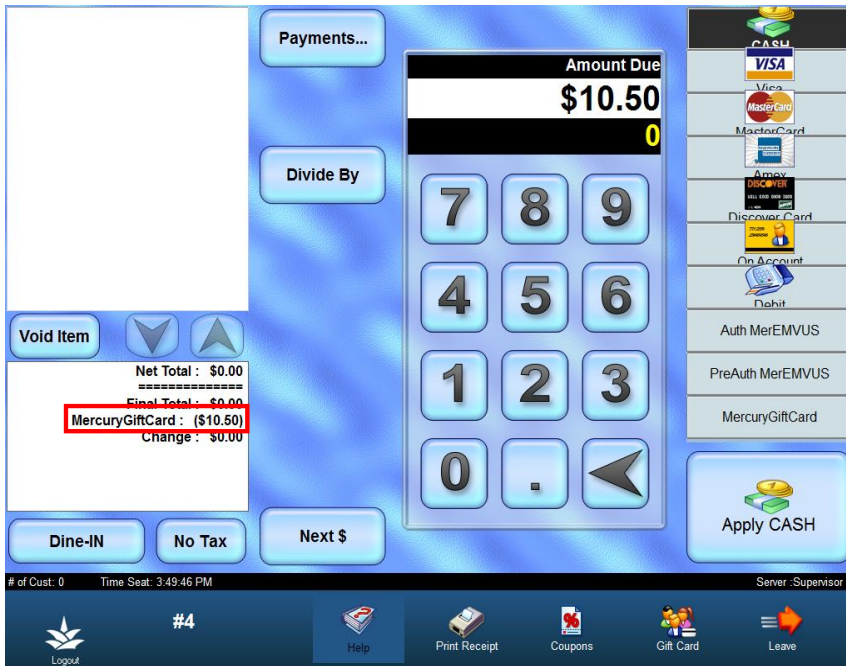 Payments...
Divide By
Next $
Amount Due
$10.50
0
7 8 9
4 5 6
1 2 3
0 .
CASH
VISA
Visa
MasterCard
MasterCard
Amex
DISCOVER
Discover Card
On Account
Debit
Auth MerEMVUS
PreAuth MerEMVUS
MercuryGiftCard
Apply CASH
Void Item
Net Total : $0.00
==============
Final Total : $0.00
MercuryGiftCard : ($10.50)
Change : $0.00
Dine-IN
No Tax
# of Cust: 0 Time Seat: 3:49:46 PM Server :Supervisor
Logout
#4
Help
Print Receipt
Coupons
Gift Card
Leave